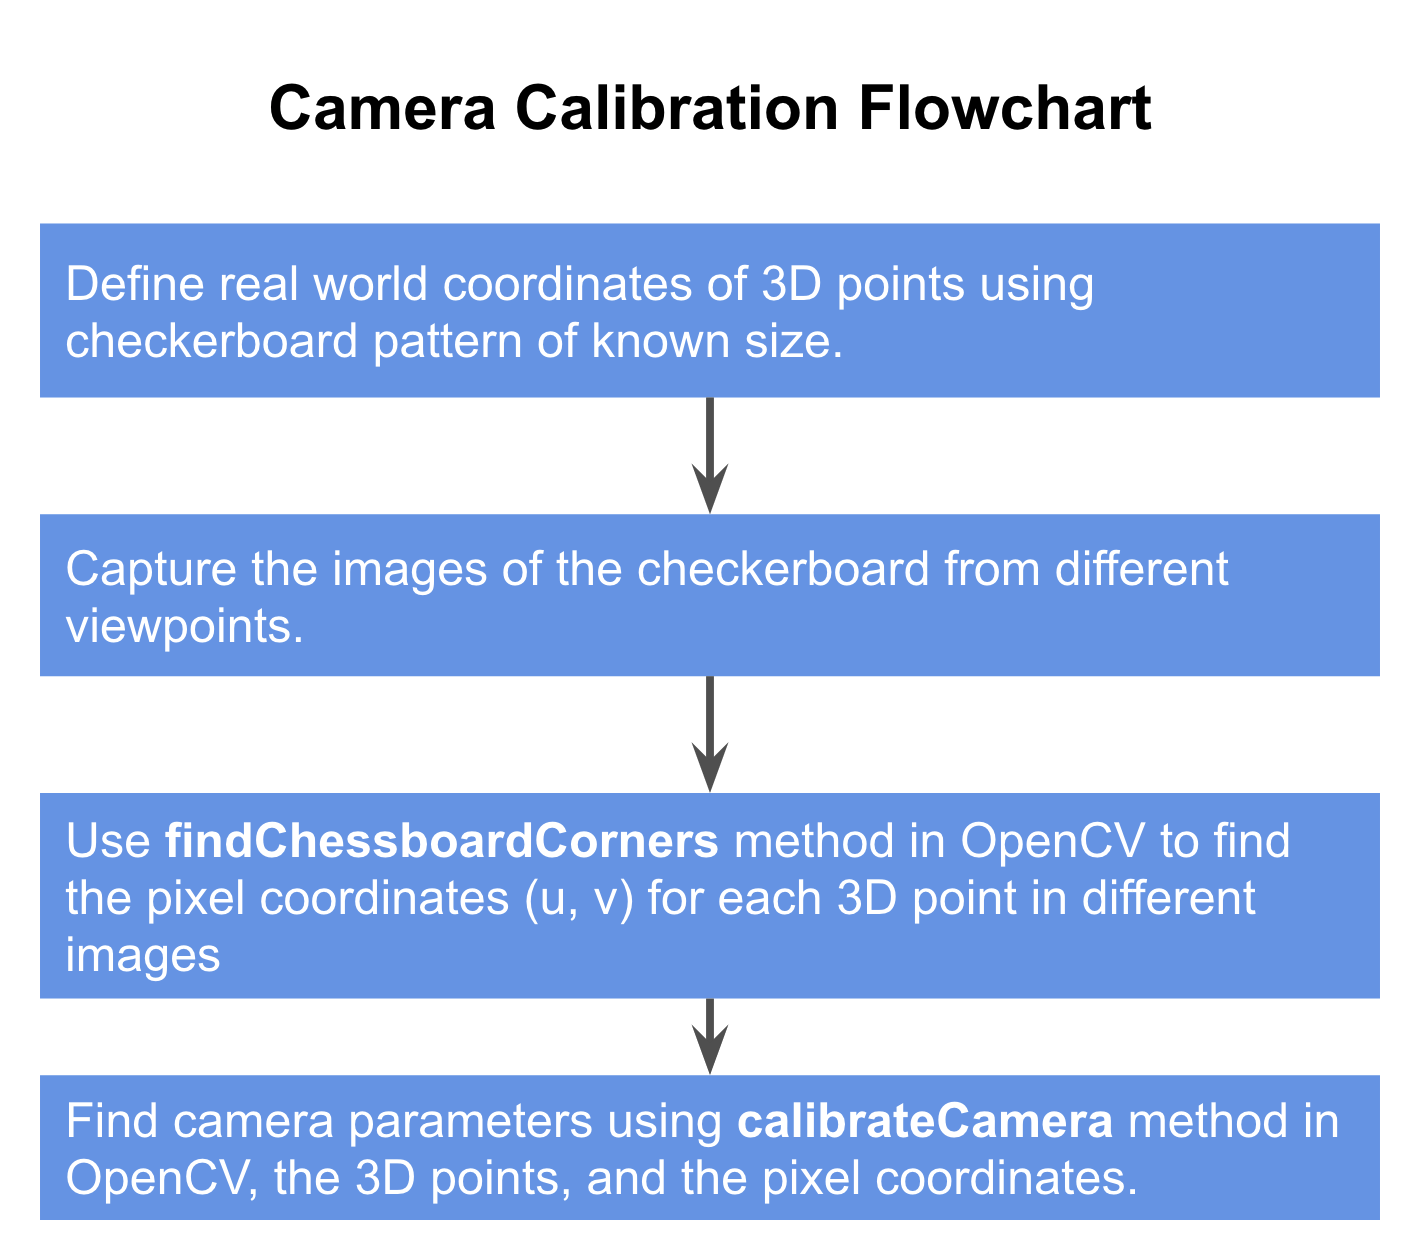 Camera Calibration Flowchart
Define real world coordinates of 3D points using
checkerboard pattern of known size.
Capture the images of the checkerboard from different
viewpoints.
Use findChessboardCorners method in OpenCV to find
the pixel coordinates (u, v) for each 3D point in different
images
Find camera parameters using calibrateCamera method in
OpenCV, the 3D points, and the pixel coordinates.